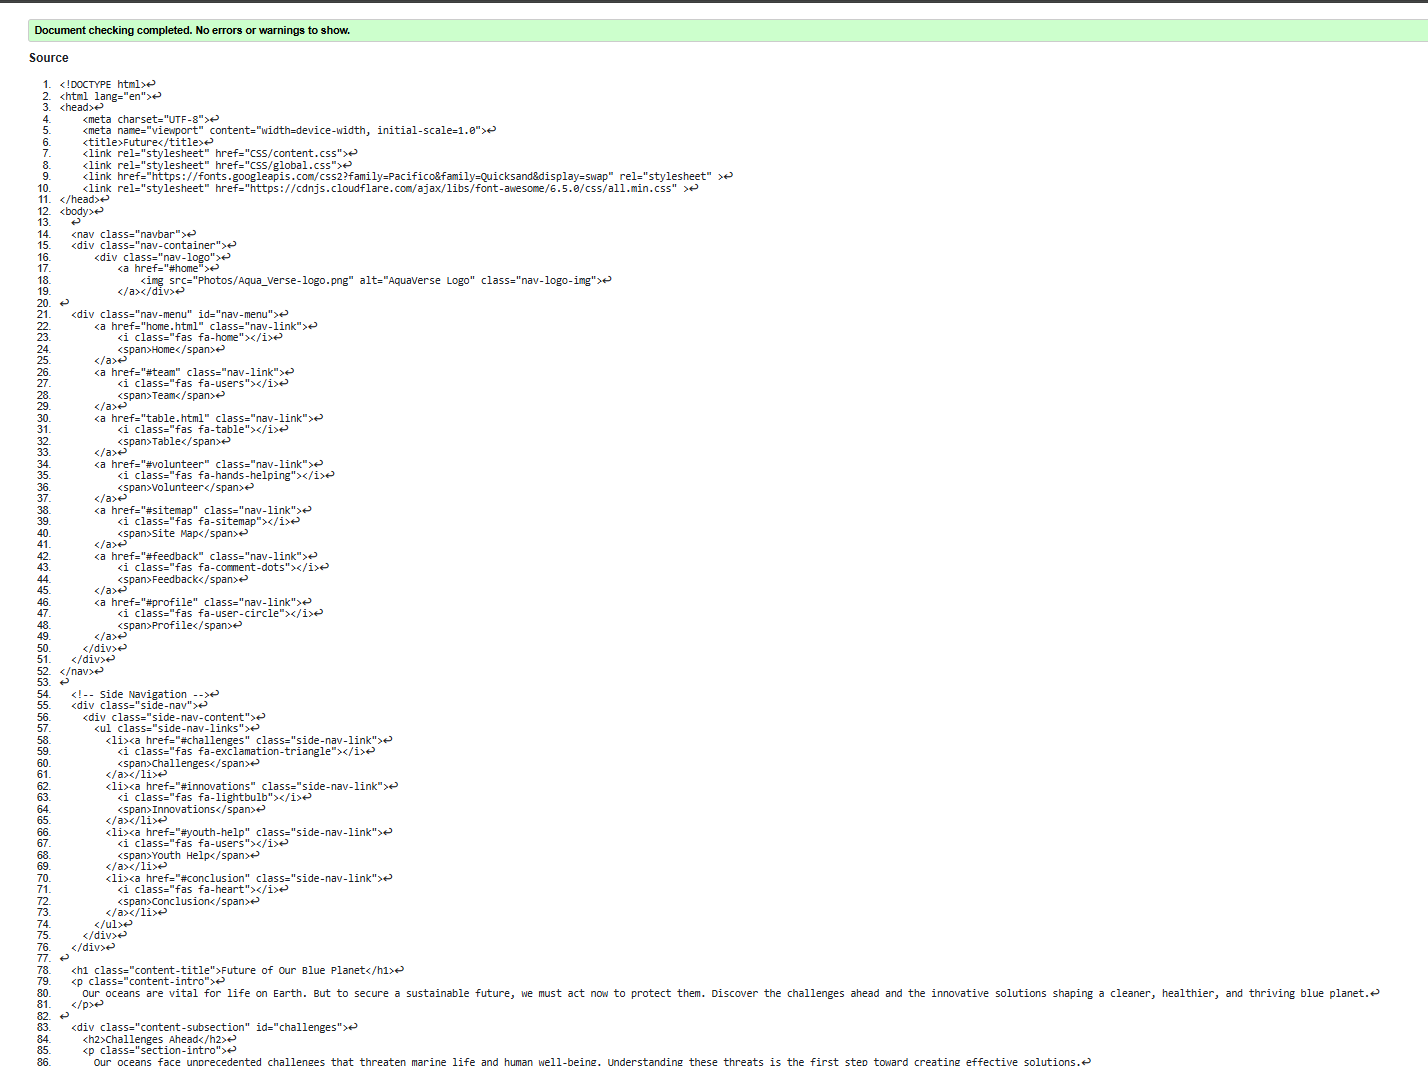 Document checking completed. No errors or warnings to show.
Source
1. <!DOCTYPE html>↩
2. <html lang="en">↩
3. <head>↩
4. <meta charset="UTF-8">↩
5. <meta name="viewport" content="width=device-width, initial-scale=1.0">↩
6. <title>Future</title>↩
7. <link rel="stylesheet" href="CSS/content.css">↩
8. <link rel="stylesheet" href="CSS/global.css">↩
9. <link href="https://fonts.googleapis.com/css2?family=Pacifico&family=Quicksand&display=swap" rel="stylesheet" >↩
10. <link rel="stylesheet" href="https://cdnjs.cloudflare.com/ajax/libs/font-awesome/6.5.0/css/all.min.css" >↩
11. </head>↩
12. <body>↩
13. ↩
14. <nav class="navbar">↩
15. <div class="nav-container">↩
16. <div class="nav-logo">↩
17. <a href="#home">↩
18. <img src="Photos/Aqua_Verse-logo.png" alt="AquaVerse Logo" class="nav-logo-img">↩
19. </a></div>↩
20. ↩
21. <div class="nav-menu" id="nav-menu">↩
22. <a href="home.html" class="nav-link">↩
23. <i class="fas fa-home"></i>↩
24. <span>Home</span>↩
25. </a>↩
26. <a href="#team" class="nav-link">↩
27. <i class="fas fa-users"></i>↩
28. <span>Team</span>↩
29. </a>↩
30. <a href="table.html" class="nav-link">↩
31. <i class="fas fa-table"></i>↩
32. <span>Table</span>↩
33. </a>↩
34. <a href="#volunteer" class="nav-link">↩
35. <i class="fas fa-hands-helping"></i>↩
36. <span>Volunteer</span>↩
37. </a>↩
38. <a href="#sitemap" class="nav-link">↩
39. <i class="fas fa-sitemap"></i>↩
40. <span>Site Map</span>↩
41. </a>↩
42. <a href="#feedback" class="nav-link">↩
43. <i class="fas fa-comment-dots"></i>↩
44. <span>Feedback</span>↩
45. </a>↩
46. <a href="#profile" class="nav-link">↩
47. <i class="fas fa-user-circle"></i>↩
48. <span>Profile</span>↩
49. </a>↩
50. </div>↩
51. </div>↩
52. </nav>↩
53. ↩
54. <!-- Side Navigation -->↩
55. <div class="side-nav">↩
56. <div class="side-nav-content">↩
57. <ul class="side-nav-links">↩
58. <li><a href="#challenges" class="side-nav-link">↩
59. <i class="fas fa-exclamation-triangle"></i>↩
60. <span>Challenges</span>↩
61. </a></li>↩
62. <li><a href="#innovations" class="side-nav-link">↩
63. <i class="fas fa-lightbulb"></i>↩
64. <span>Innovations</span>↩
65. </a></li>↩
66. <li><a href="#youth-help" class="side-nav-link">↩
67. <i class="fas fa-users"></i>↩
68. <span>Youth Help</span>↩
69. </a></li>↩
70. <li><a href="#conclusion" class="side-nav-link">↩
71. <i class="fas fa-heart"></i>↩
72. <span>Conclusion</span>↩
73. </a></li>↩
74. </ul>↩
75. </div>↩
76. </div>↩
77. ↩
78. <h1 class="content-title">Future of Our Blue Planet</h1>↩
79. <p class="content-intro">↩
80. Our oceans are vital for life on Earth. But to secure a sustainable future, we must act now to protect them. Discover the challenges ahead and the innovative solutions shaping a cleaner, healthier, and thriving blue planet.↩
81. </p>↩
82. ↩
83. <div class="content-subsection" id="challenges">↩
84. <h2>Challenges Ahead</h2>↩
85. <p class="section-intro">↩
86. Our oceans face unprecedented challenges that threaten marine life and human well-being. Understanding these threats is the first step toward creating effective solutions.↩